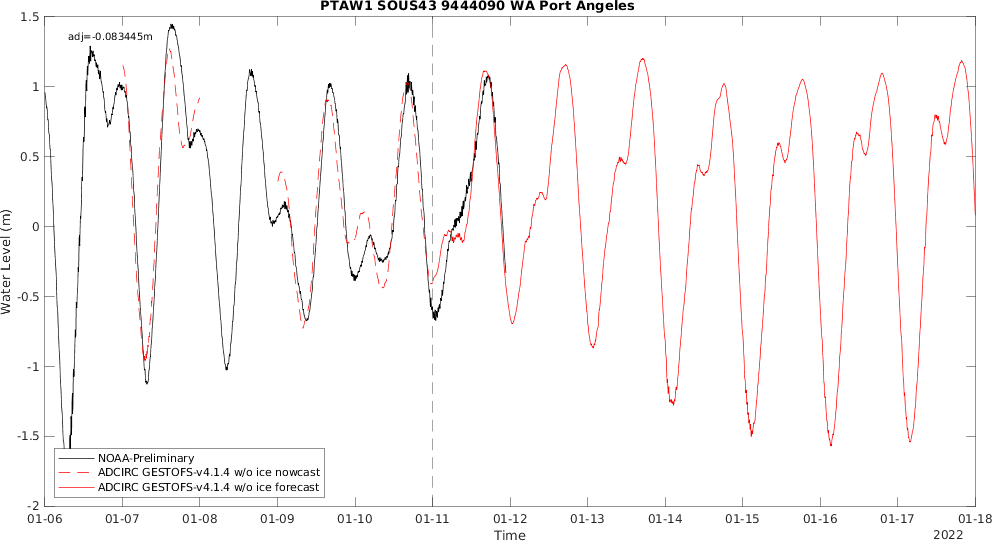 PTAW1 SOUS43 9444090 WA Port Angeles
adj=-0.083445m
Water Level (m)
1.5
1
0.5
0
-0.5
-1
-1.5
-2
NOAA-Preliminary
ADCIRC GESTOFS-v4.1.4 w/o ice nowcast
ADCIRC GESTOFS-v4.1.4 w/o ice forecast
01-06 01-07 01-08 01-09 01-10 01-11 01-12 01-13 01-14 01-15 01-16 01-17 01-18
Time
2022